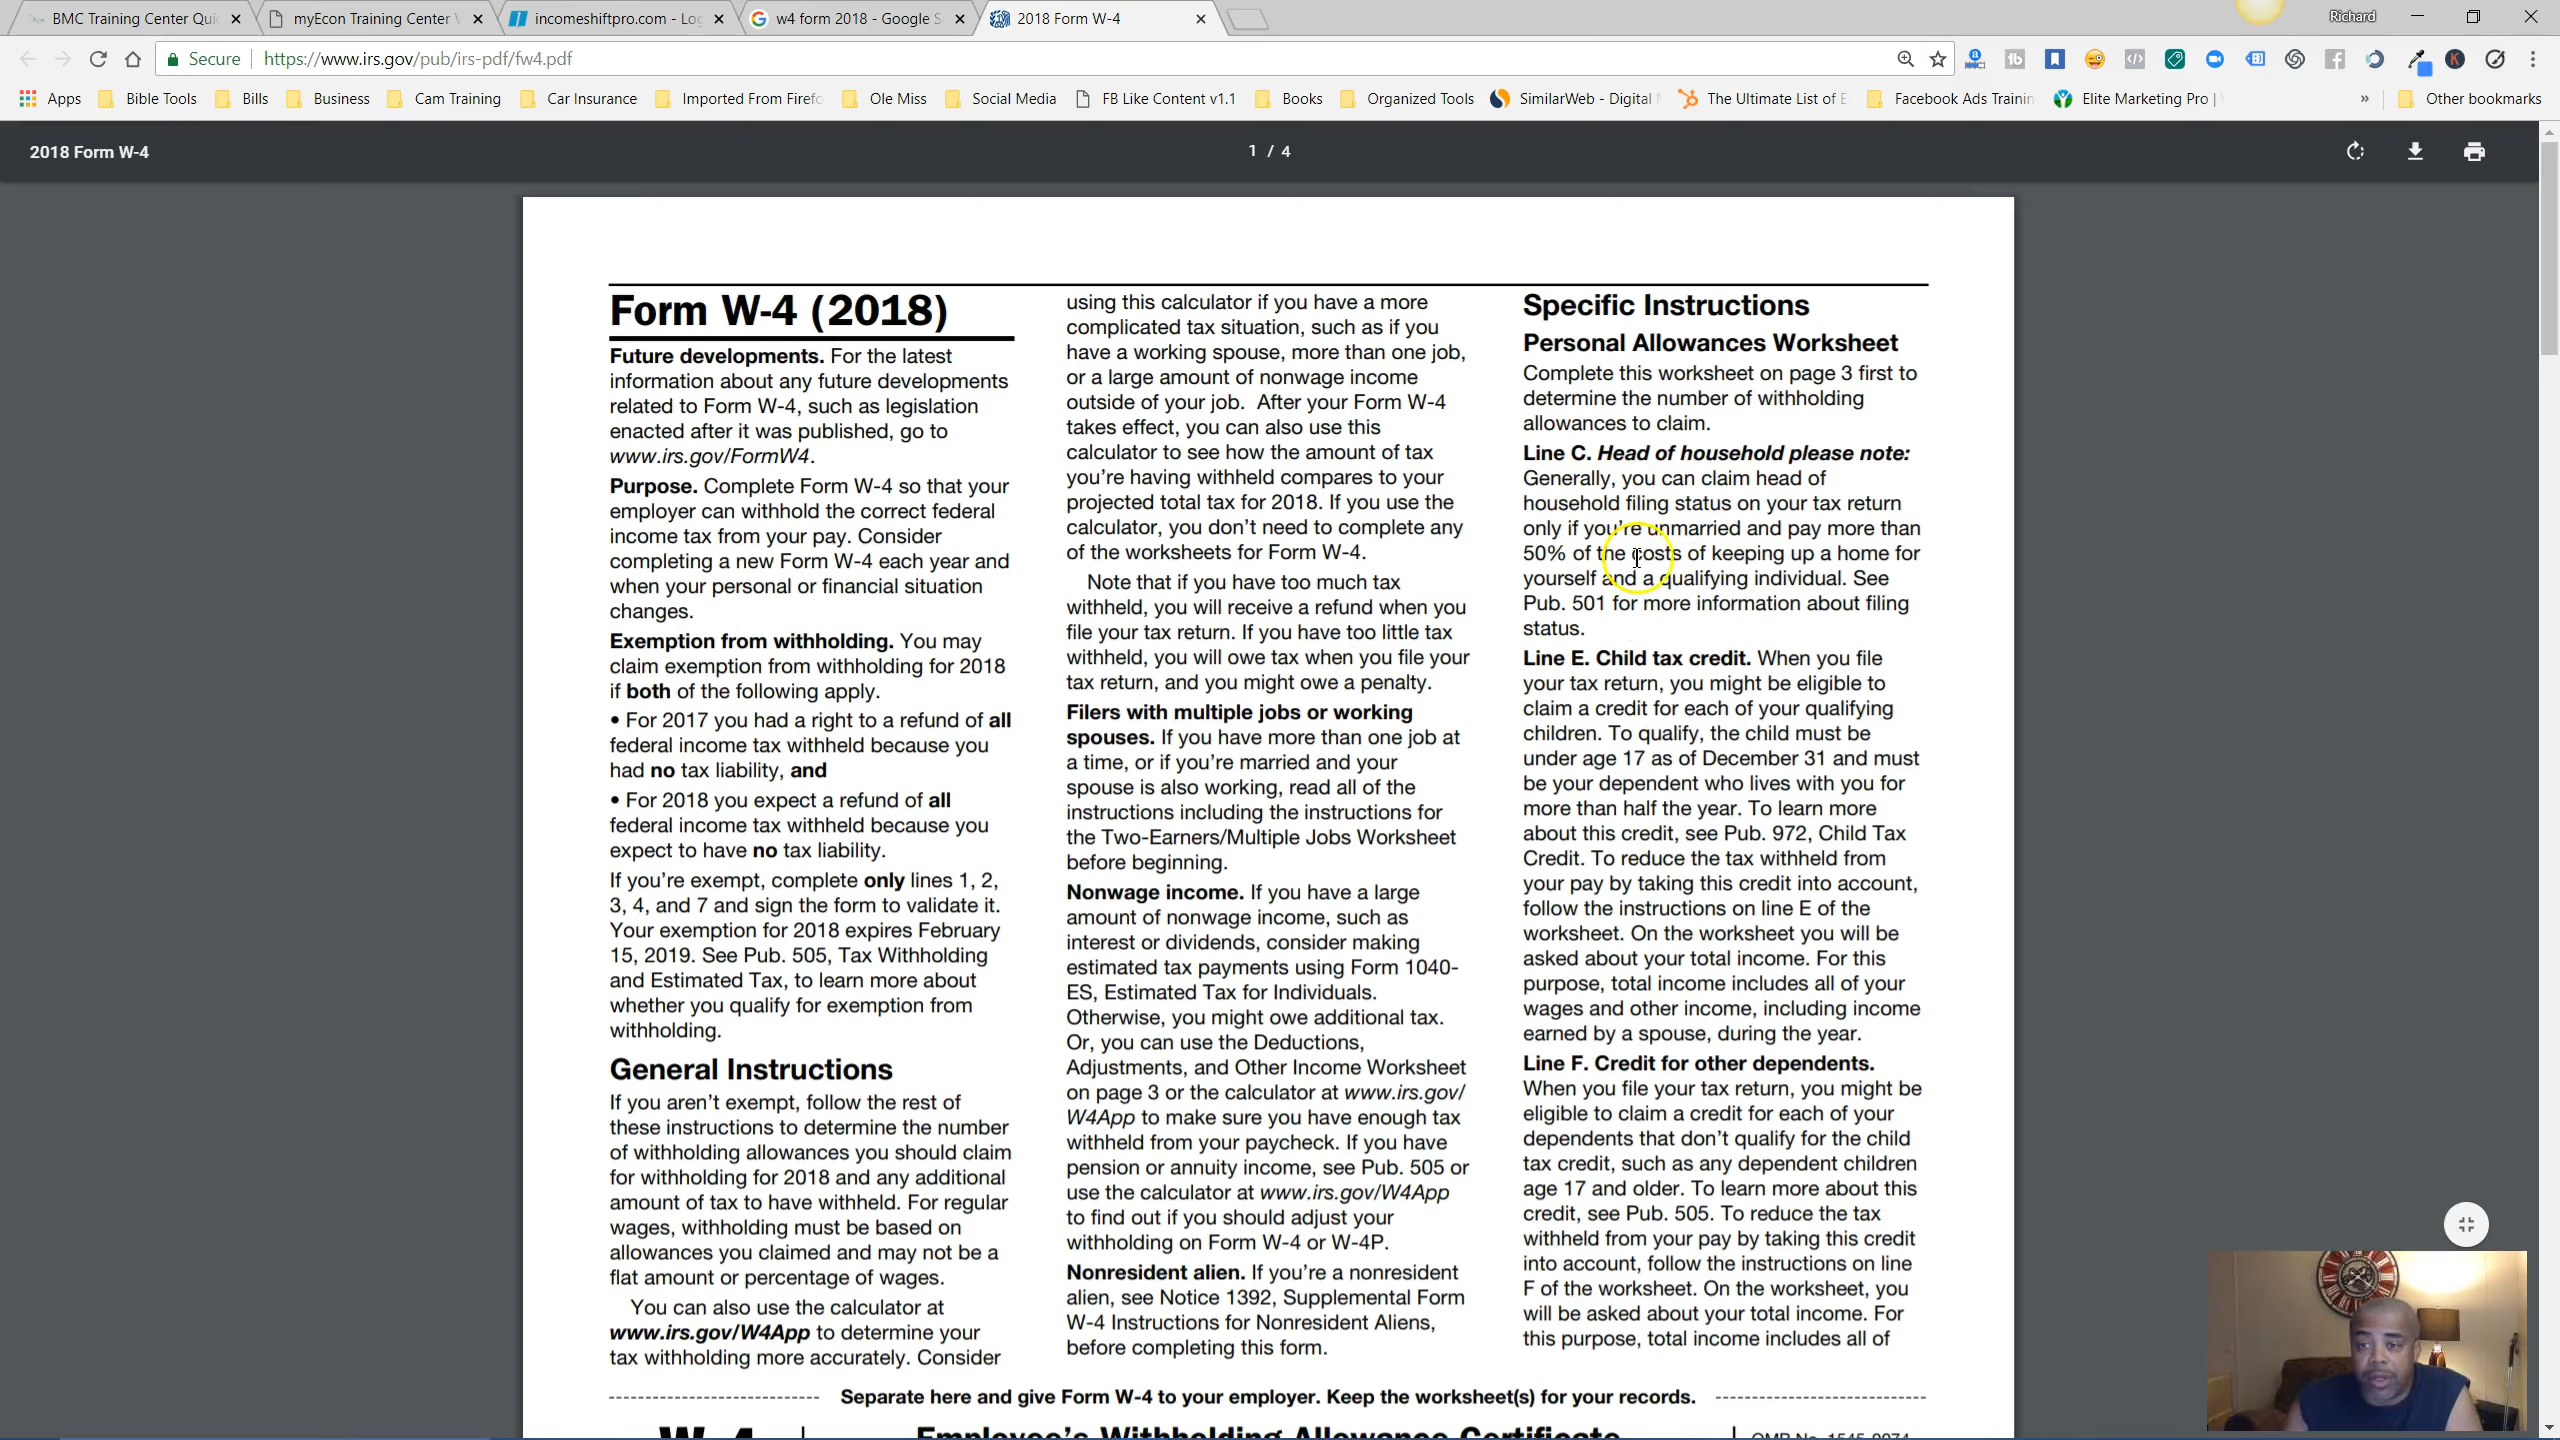 BMC Training Center Qui
myEcon Training Center
incomeshiftpro.com - Lo
w4 form 2018 - Google S
2018 Form W-4
Richard
Secure
https://www.irs.gov/pub/irs-pdf/fw4.pdf
Apps
Bible Tools
Bills
Business
Cam Training
Car Insurance
Imported From Firefo
Ole Miss
Social Media
FB Like Content v1.1
Books
Organized Tools
SimilarWeb - Digital
The Ultimate List of E
Facebook Ads Trainin
Elite Marketing Pro |
»
Other bookmarks
2018 Form W-4
1 / 4
Form W-4 (2018)
Future developments. For the latest
information about any future developments
related to Form W-4, such as legislation
enacted after it was published, go to
www.irs.gov/FormW4.
Purpose. Complete Form W-4 so that your
employer can withhold the correct federal
income tax from your pay. Consider
completing a new Form W-4 each year and
when your personal or financial situation
changes.
Exemption from withholding. You may
claim exemption from withholding for 2018
if both of the following apply.
• For 2017 you had a right to a refund of all
federal income tax withheld because you
had no tax liability, and
• For 2018 you expect a refund of all
federal income tax withheld because you
expect to have no tax liability.
If you're exempt, complete only lines 1, 2,
3, 4, and 7 and sign the form to validate it.
Your exemption for 2018 expires February
15, 2019. See Pub. 505, Tax Withholding
and Estimated Tax, to learn more about
whether you qualify for exemption from
withholding.
General Instructions
If you aren't exempt, follow the rest of
these instructions to determine the number
of withholding allowances you should claim
for withholding for 2018 and any additional
amount of tax to have withheld. For regular
wages, withholding must be based on
allowances you claimed and may not be a
flat amount or percentage of wages.
You can also use the calculator at
www.irs.gov/W4App to determine your
tax withholding more accurately. Consider
using this calculator if you have a more
complicated tax situation, such as if you
have a working spouse, more than one job,
or a large amount of nonwage income
outside of your job. After your Form W-4
takes effect, you can also use this
calculator to see how the amount of tax
you're having withheld compares to your
projected total tax for 2018. If you use the
calculator, you don't need to complete any
of the worksheets for Form W-4.
Note that if you have too much tax
withheld, you will receive a refund when you
file your tax return. If you have too little tax
withheld, you will owe tax when you file your
tax return, and you might owe a penalty.
Filers with multiple jobs or working
spouses. If you have more than one job at
a time, or if you're married and your
spouse is also working, read all of the
instructions including the instructions for
the Two-Earners/Multiple Jobs Worksheet
before beginning.
Nonwage income. If you have a large
amount of nonwage income, such as
interest or dividends, consider making
estimated tax payments using Form 1040-
ES, Estimated Tax for Individuals.
Otherwise, you might owe additional tax.
Or, you can use the Deductions,
Adjustments, and Other Income Worksheet
on page 3 or the calculator at www.irs.gov/
W4App to make sure you have enough tax
withheld from your paycheck. If you have
pension or annuity income, see Pub. 505 or
use the calculator at www.irs.gov/W4App
to find out if you should adjust your
withholding on Form W-4 or W-4P.
Nonresident alien. If you're a nonresident
alien, see Notice 1392, Supplemental Form
W-4 Instructions for Nonresident Aliens,
before completing this form.
Specific Instructions
Personal Allowances Worksheet
Complete this worksheet on page 3 first to
determine the number of withholding
allowances to claim.
Line C. Head of household please note:
Generally, you can claim head of
household filing status on your tax return
only if you're unmarried and pay more than
50% of the costs of keeping up a home for
yourself and a qualifying individual. See
Pub. 501 for more information about filing
status.
Line E. Child tax credit. When you file
your tax return, you might be eligible to
claim a credit for each of your qualifying
children. To qualify, the child must be
under age 17 as of December 31 and must
be your dependent who lives with you for
more than half the year. To learn more
about this credit, see Pub. 972, Child Tax
Credit. To reduce the tax withheld from
your pay by taking this credit into account,
follow the instructions on line E of the
worksheet. On the worksheet you will be
asked about your total income. For this
purpose, total income includes all of your
wages and other income, including income
earned by a spouse, during the year.
Line F. Credit for other dependents.
When you file your tax return, you might be
eligible to claim a credit for each of your
dependents that don't qualify for the child
tax credit, such as any dependent children
age 17 and older. To learn more about this
credit, see Pub. 505. To reduce the tax
withheld from your pay by taking this credit
into account, follow the instructions on line
F of the worksheet. On the worksheet, you
will be asked about your total income. For
this purpose, total income includes all of
Separate here and give Form W-4 to your employer. Keep the worksheet(s) for your records.
W-4
Employee's Withholding Allowance Certificate
OMB No. 1545-0074